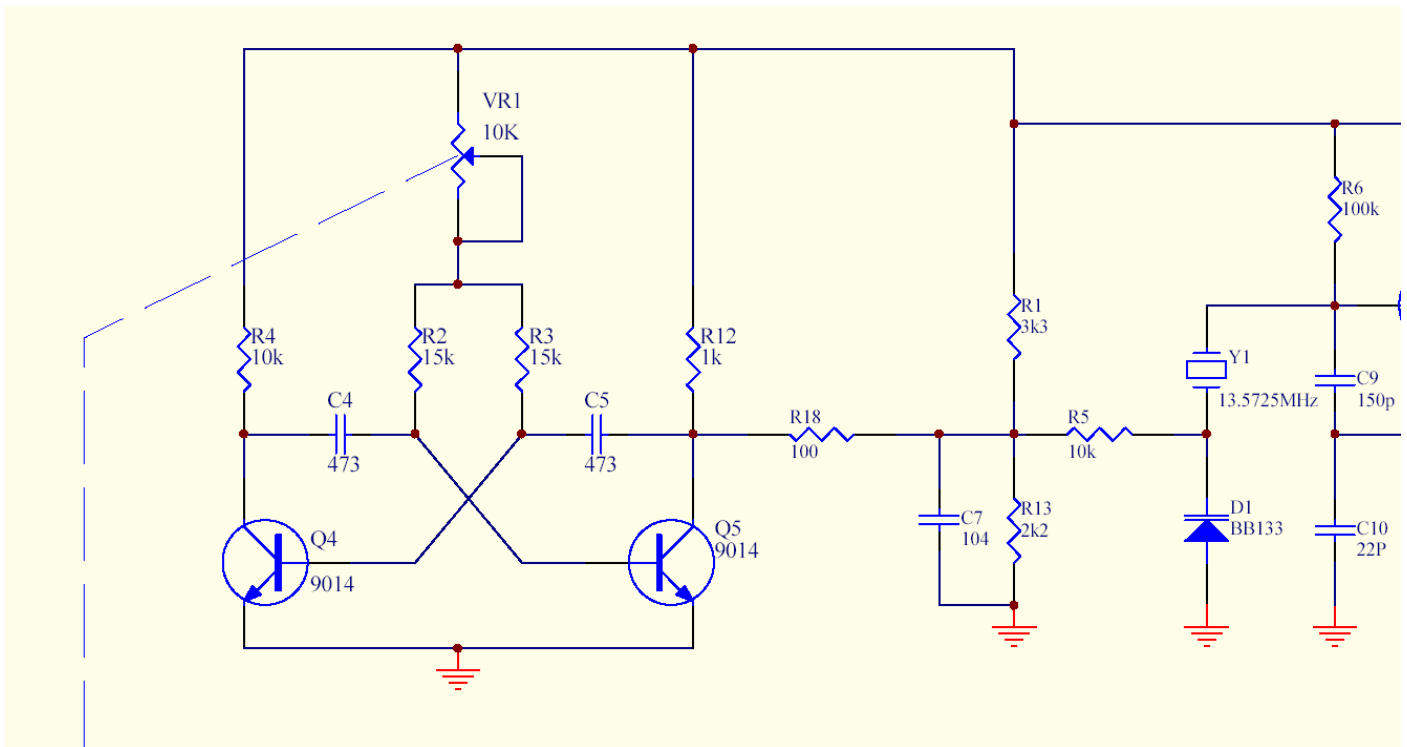 VR1
10K
R6
100k
R1
3k3
R4
10k
R2
15k
R3
15k
R12
1k
Y1
13.5725MHz
C9
150p
C4
473
C5
473
R18
100
R5
10k
Q4
9014
Q5
9014
C7
104
R13
2k2
D1
BB133
C10
22P